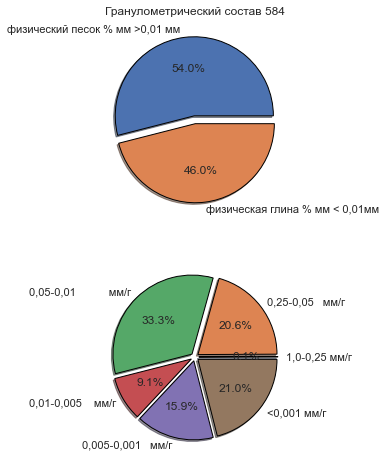 Гранулометрический состав 584
физический песок % мм >0,01 мм
54.0%
46.0%
физическая глина % мм < 0,01мм
0,05-0,01 мм/г
0,25-0,05 мм/г
33.3%
20.6%
0.1%
1,0-0,25 мм/г
9.1%
21.0%
0,01-0,005 мм/г
15.9%
<0,001 мм/г
0,005-0,001 мм/г